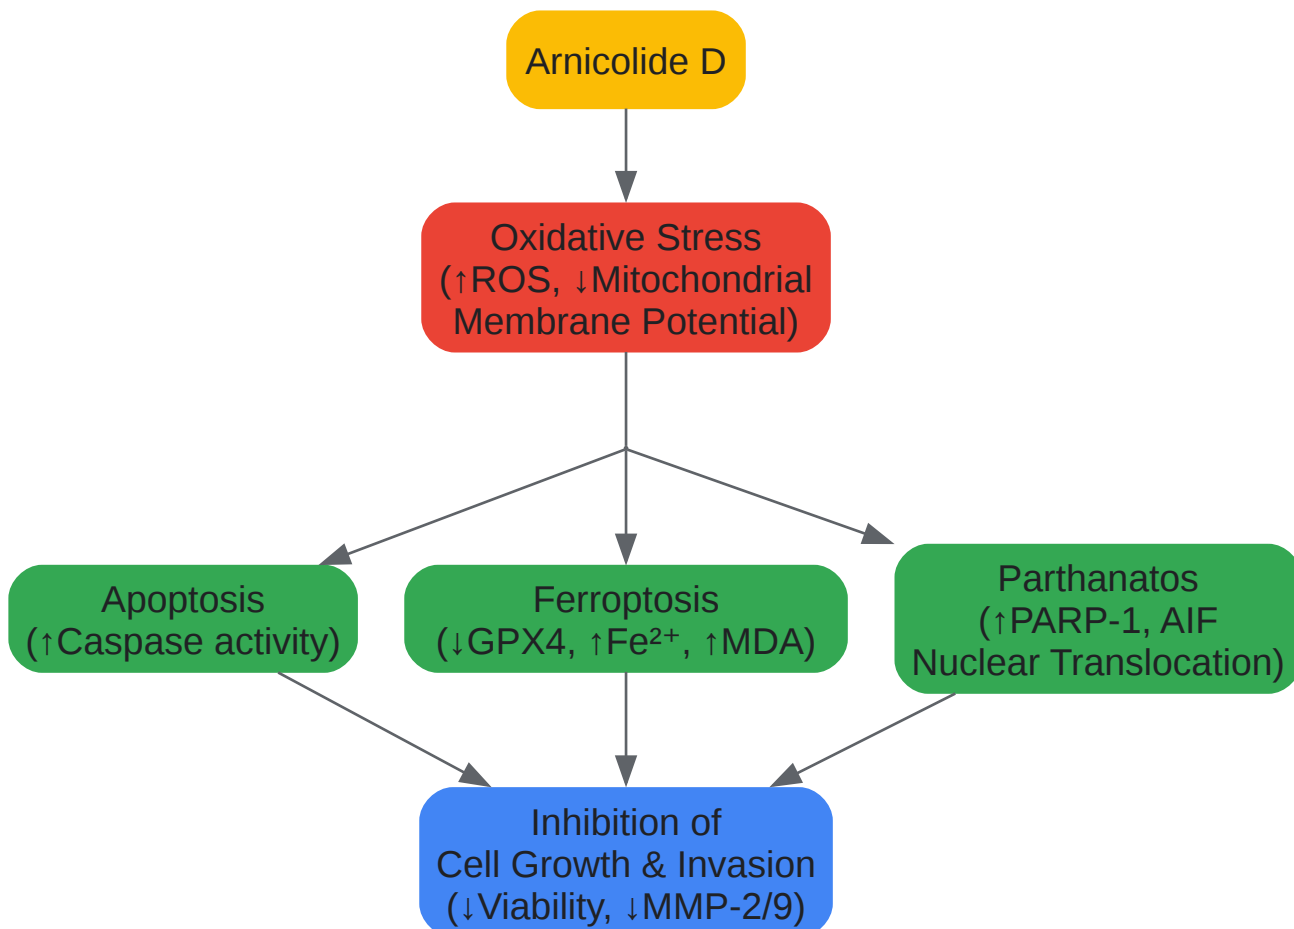 Arnicolide D
Oxidative Stress
(↑ROS, ↓Mitochondrial
Membrane Potential)
Apoptosis
(↑Caspase activity)
Ferroptosis
(↓GPX4, ↑Fe²⁺, ↑MDA)
Parthanatos
(↑PARP-1, AIF
Nuclear Translocation)
Inhibition of
Cell Growth & Invasion
(↓Viability, ↓MMP-2/9)